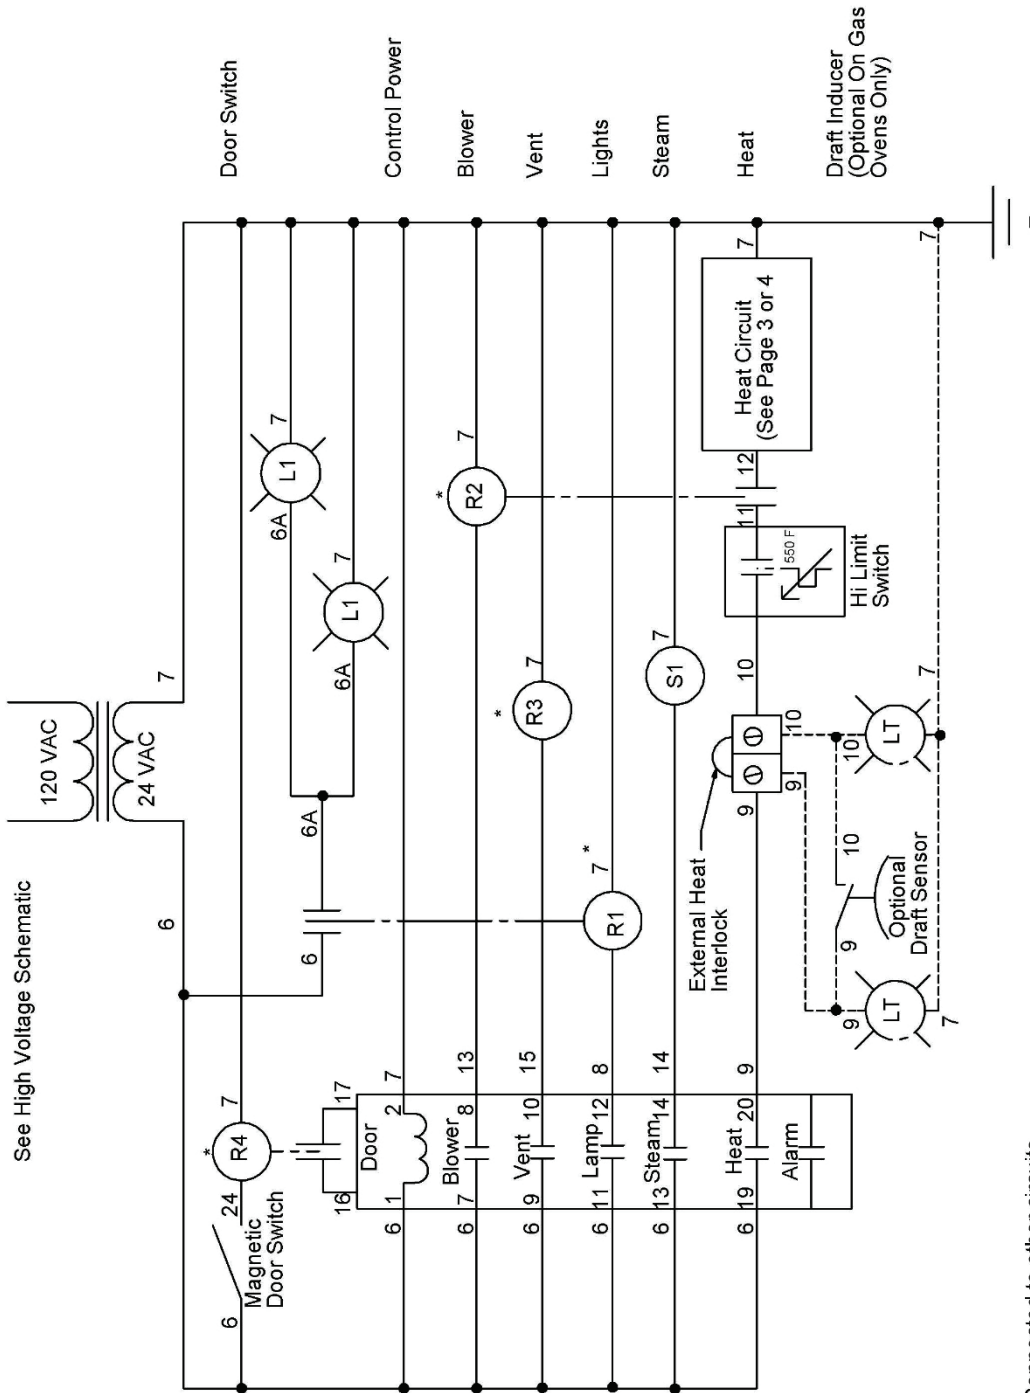 See High Voltage Schematic
120 VAC
24 VAC
6
7
6
Magnetic
Door Switch
24
R4
*
7
Door Switch
6
6A
6A
L1
7
6A
L1
7
16
17
Door
6
1
2
7
Control Power
6
7
Blower
8
13
R2
*
7
Blower
6
9
Vent
10
15
R3
*
7
Vent
6
11
Lamp
12
8
R1
7
*
Lights
6
13
Steam
14
14
S1
7
Steam
6
19
Heat
20
9
External Heat
Interlock
9
10
550 F
Hi Limit
Switch
11
12
Heat Circuit
(See Page 3 or 4
7
Heat
Alarm
9
10
9
LT
7
9
10
Optional
Draft Sensor
10
LT
7
7
Draft Inducer
(Optional On Gas
Ovens Only)